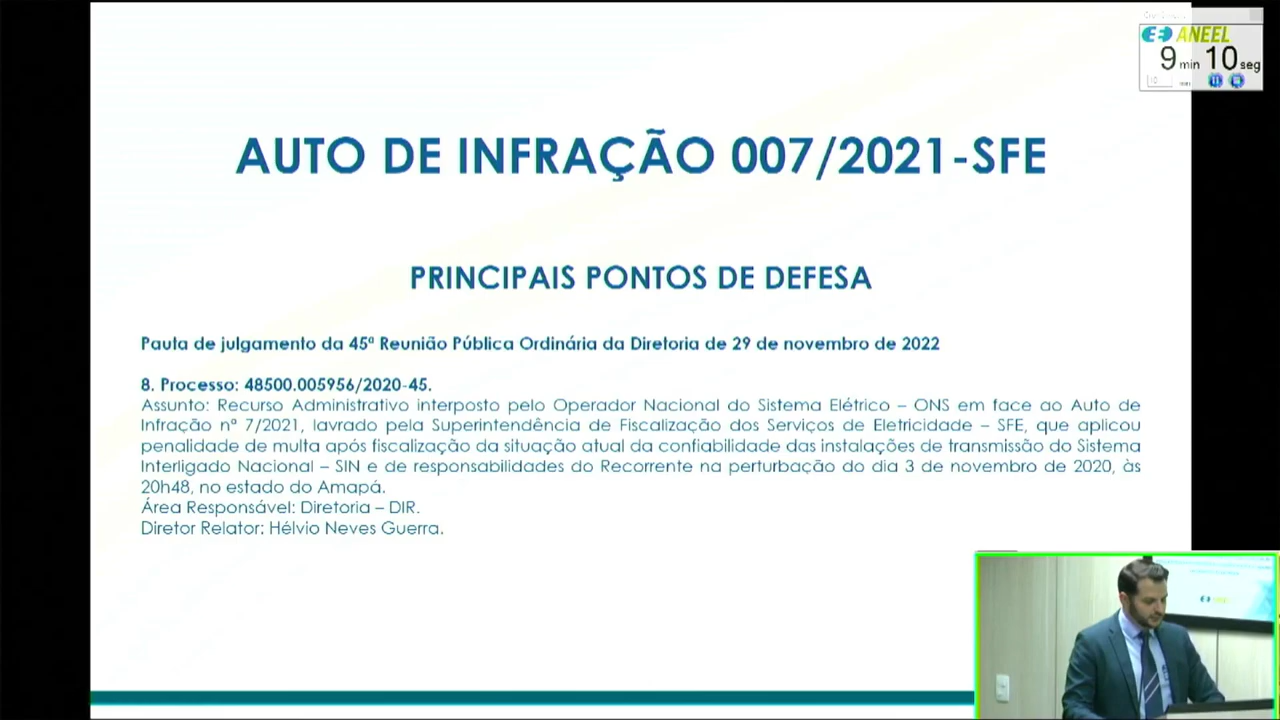 ANEEL
9 min 10 seg
AUTO DE INFRAÇÃO 007/2021-SFE
PRINCIPAIS PONTOS DE DEFESA
Pauta de julgamento da 45ª Reunião Pública Ordinária da Diretoria de 29 de novembro de 2022
8. Processo: 48500.005956/2020-45.
Assunto: Recurso Administrativo interposto pelo Operador Nacional do Sistema Elétrico – ONS em face ao Auto de
Infração nª 7/2021, lavrado pela Superintendência de Fiscalização dos Serviços de Eletricidade – SFE, que aplicou
penalidade de multa após fiscalização da situação atual da confiabilidade das instalações de transmissão do Sistema
Interligado Nacional – SIN e de responsabilidades do Recorrente na perturbação do dia 3 de novembro de 2020, às
20h48, no estado do Amapá.
Área Responsável: Diretoria – DIR.
Diretor Relator: Hélvio Neves Guerra.